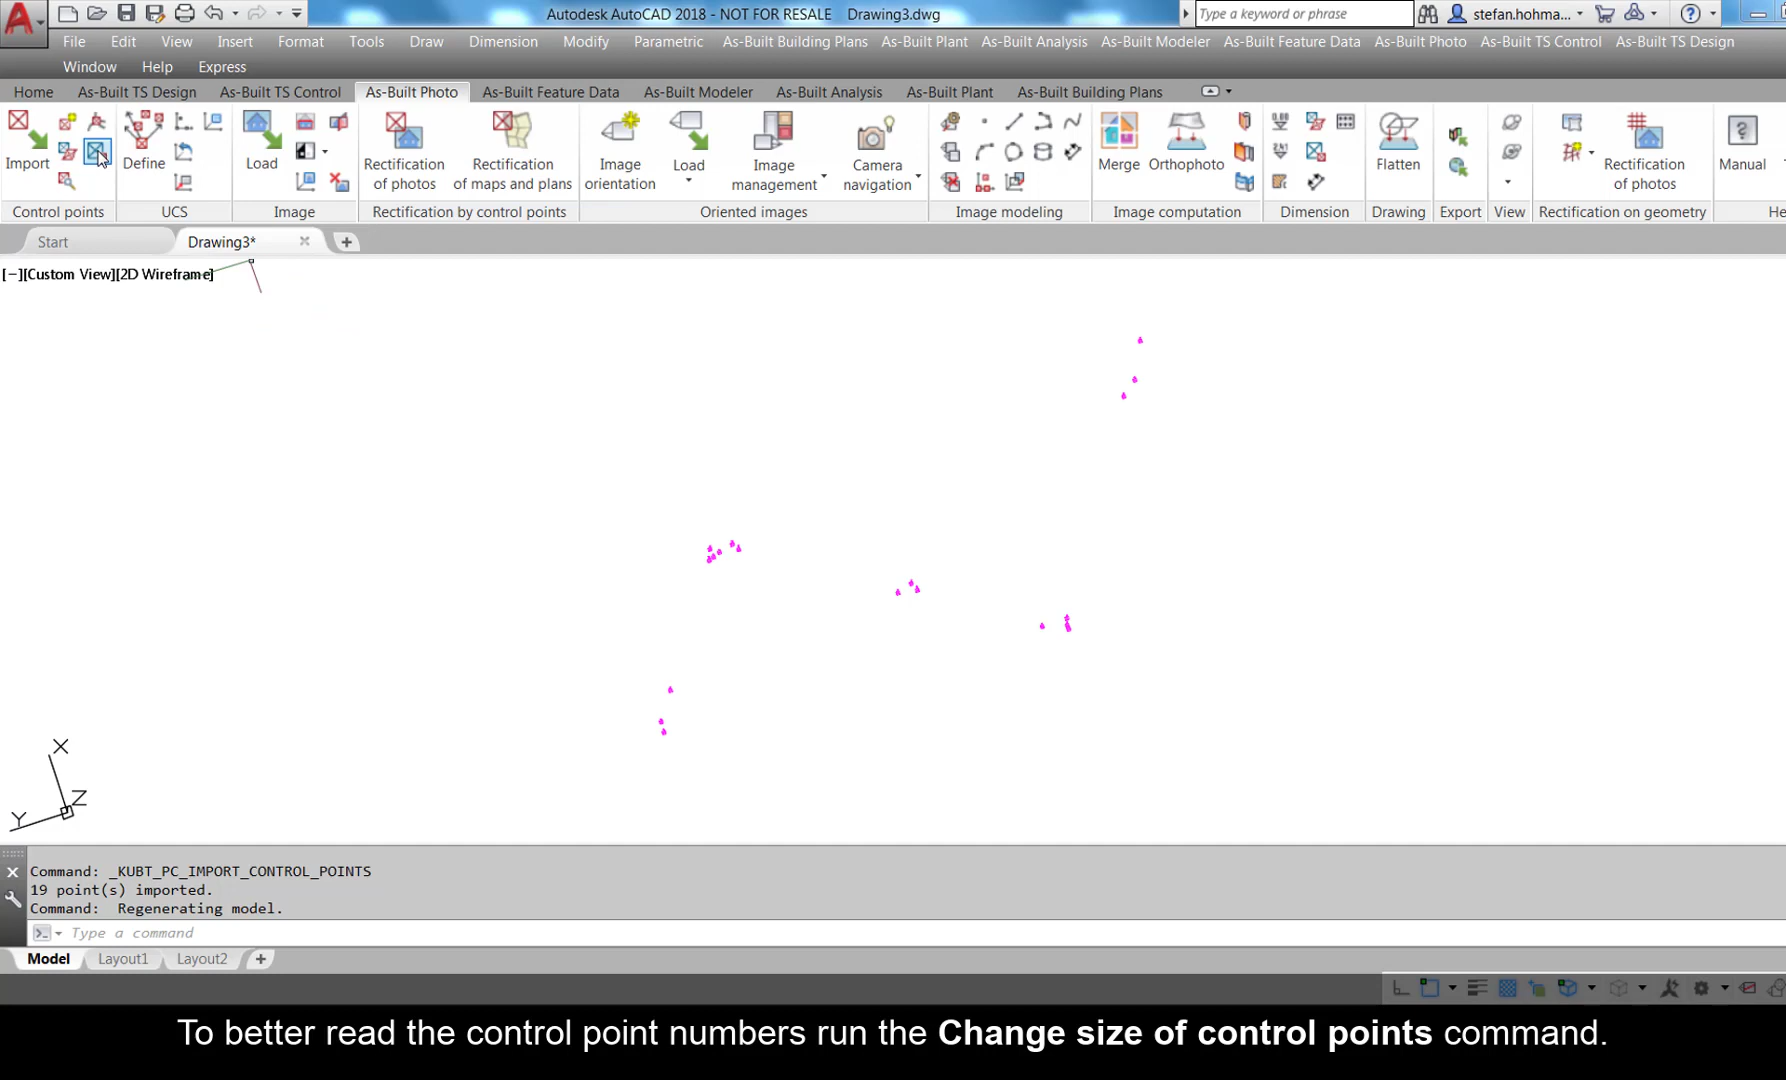 Autodesk AutoCAD 2018 - NOT FOR RESALE Drawing3.dwg
Type a keyword or phrase
stefan.hohma...
File Edit View Insert Format Tools Draw Dimension Modify Parametric As-Built Building Plans As-Built Plant As-Built Analysis As-Built Modeler As-Built Feature Data As-Built Photo As-Built TS Control As-Built TS Design
Window Help Express
Home As-Built TS Design As-Built TS Control As-Built Photo As-Built Feature Data As-Built Modeler As-Built Analysis As-Built Plant As-Built Building Plans
Import Define Load Rectification of photos Rectification of maps and plans Image orientation Load Image management Camera navigation Merge Orthophoto Flatten Rectification of photos Manual
Control points UCS Image Rectification by control points Oriented images Image modeling Image computation Dimension Drawing Export View Rectification on geometry He
Start Drawing3*
[−][Custom View][2D Wireframe]
X
Z
Y
Command: _KUBT_PC_IMPORT_CONTROL_POINTS
19 point(s) imported.
Command: Regenerating model.
Type a command
Model Layout1 Layout2
To better read the control point numbers run the Change size of control points command.